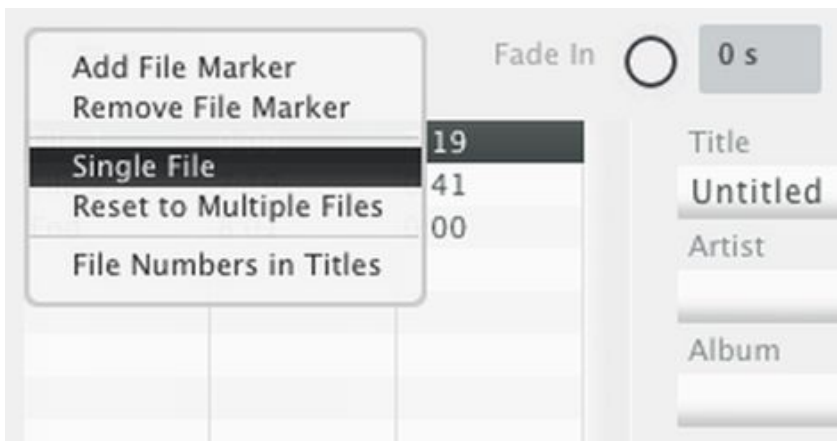 Add File Marker
Remove File Marker
Single File
Reset to Multiple Files
File Numbers in Titles
Fade In
0 s
19
41
00
Title
Untitled
Artist
Album